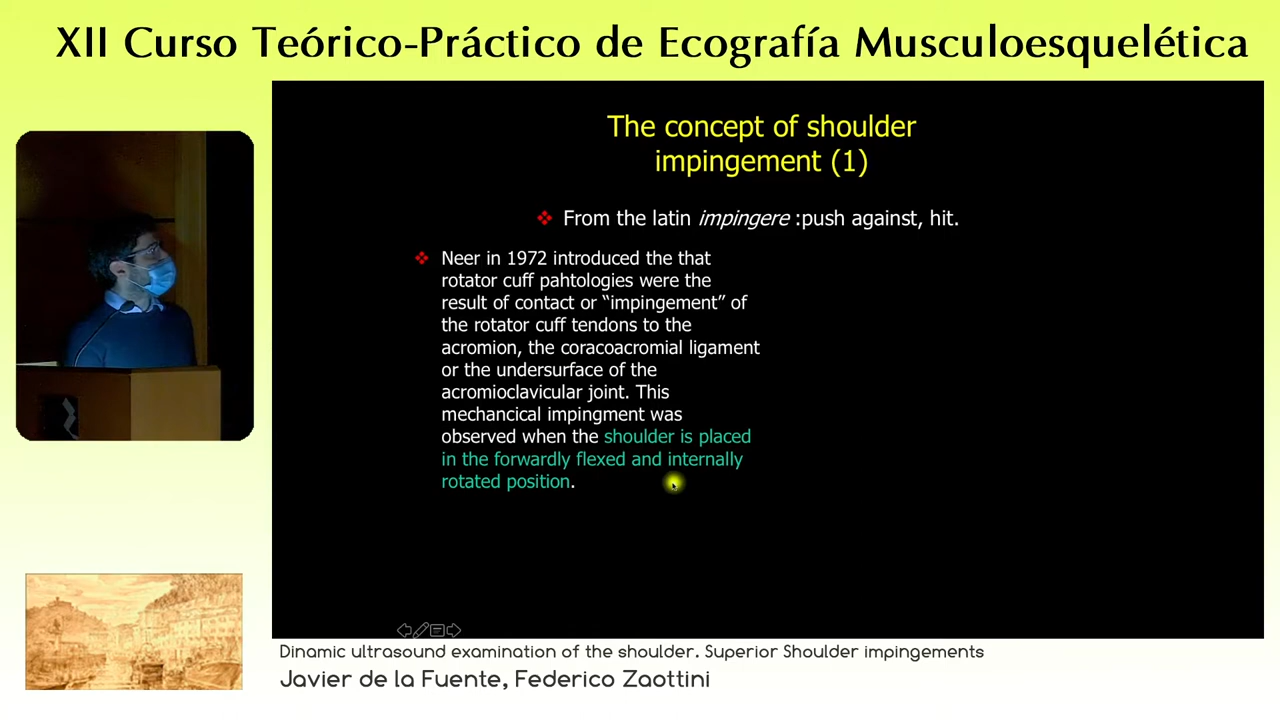 XII Curso Teórico-Práctico de Ecografía Musculoesquelética
The concept of shoulder
impingement (1)
From the latin impingere :push against, hit.
Neer in 1972 introduced the that
rotator cuff pahtologies were the
result of contact or “impingement” of
the rotator cuff tendons to the
acromion, the coracoacromial ligament
or the undersurface of the
acromioclavicular joint. This
mechancical impingment was
observed when the shoulder is placed
in the forwardly flexed and internally
rotated position.
Dinamic ultrasound examination of the shoulder. Superior Shoulder impingements
Javier de la Fuente, Federico Zaottini